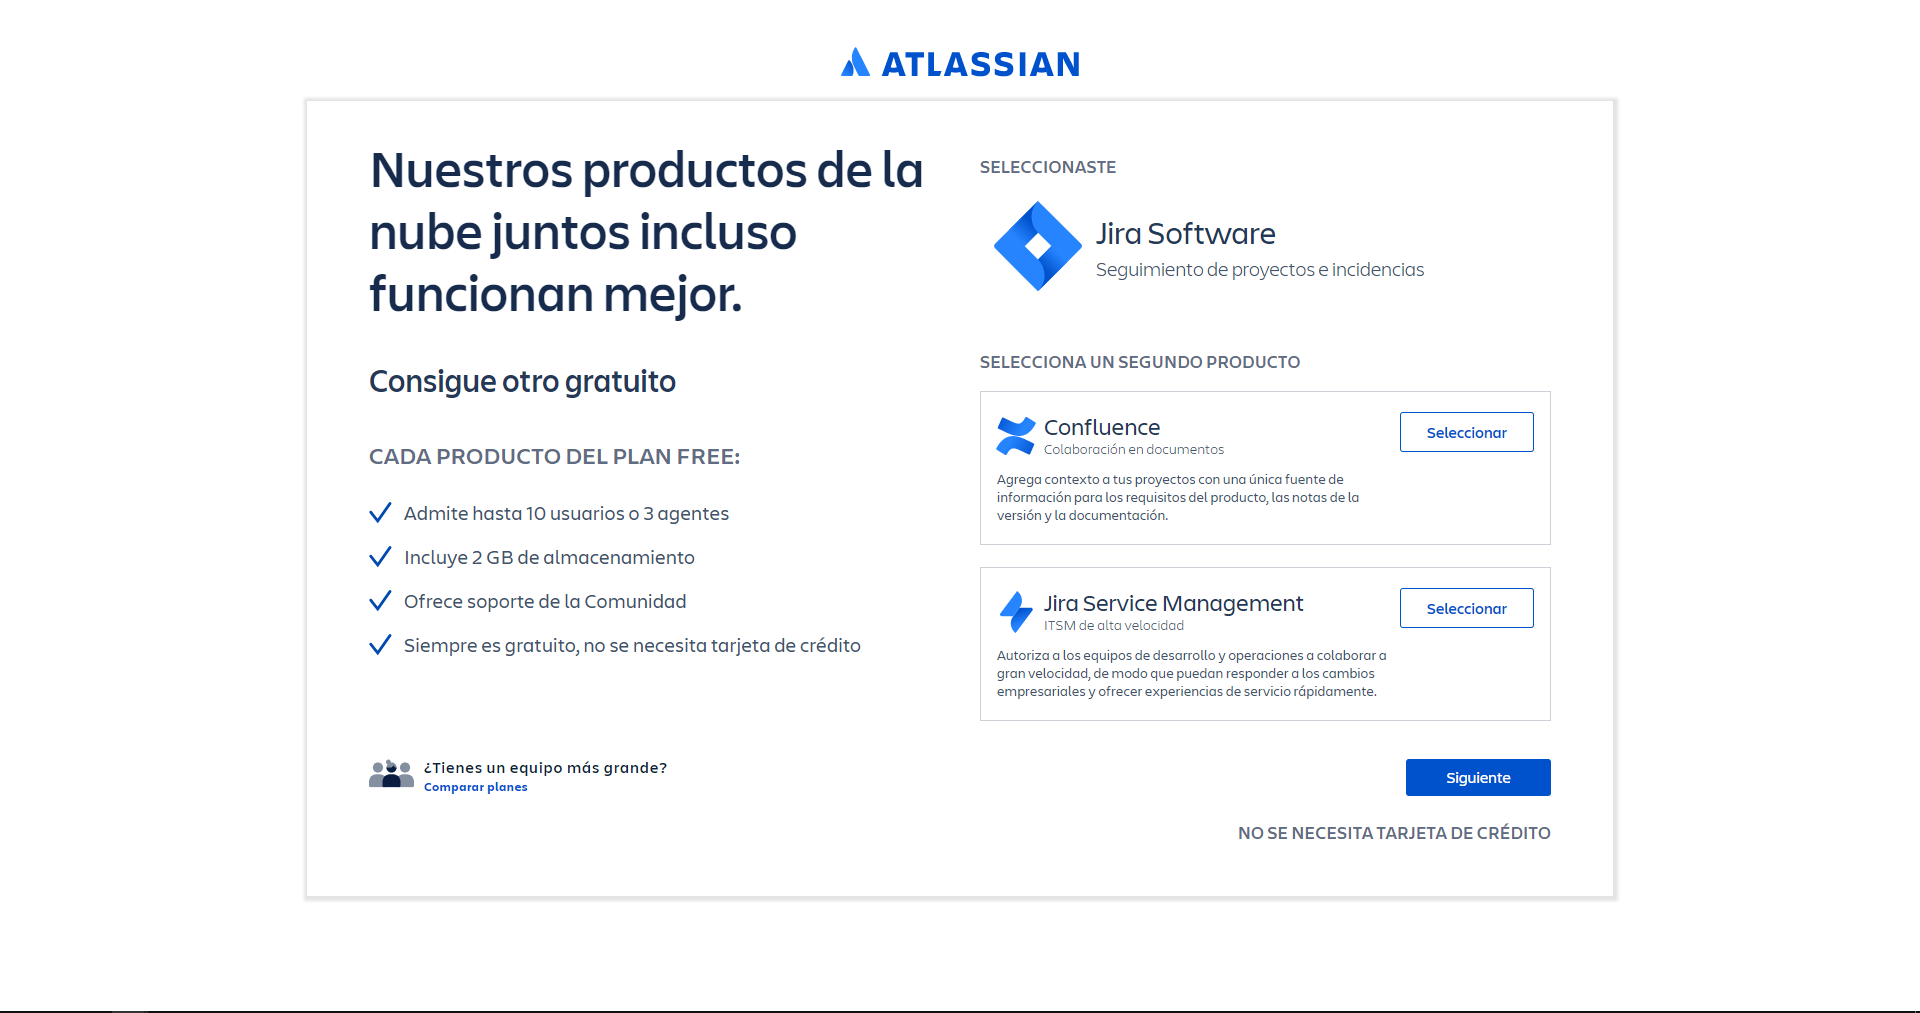 ATLASSIAN
Nuestros productos de la
nube juntos incluso
funcionan mejor.
Consigue otro gratuito
CADA PRODUCTO DEL PLAN FREE:
Admite hasta 10 usuarios o 3 agentes
Incluye 2 GB de almacenamiento
Ofrece soporte de la Comunidad
Siempre es gratuito, no se necesita tarjeta de crédito
¿Tienes un equipo más grande?
Comparar planes
SELECCIONASTE
Jira Software
Seguimiento de proyectos e incidencias
SELECCIONA UN SEGUNDO PRODUCTO
Confluence
Colaboración en documentos
Seleccionar
Agrega contexto a tus proyectos con una única fuente de
información para los requisitos del producto, las notas de la
versión y la documentación.
Jira Service Management
ITSM de alta velocidad
Seleccionar
Autoriza a los equipos de desarrollo y operaciones a colaborar a
gran velocidad, de modo que puedan responder a los cambios
empresariales y ofrecer experiencias de servicio rápidamente.
Siguiente
NO SE NECESITA TARJETA DE CRÉDITO